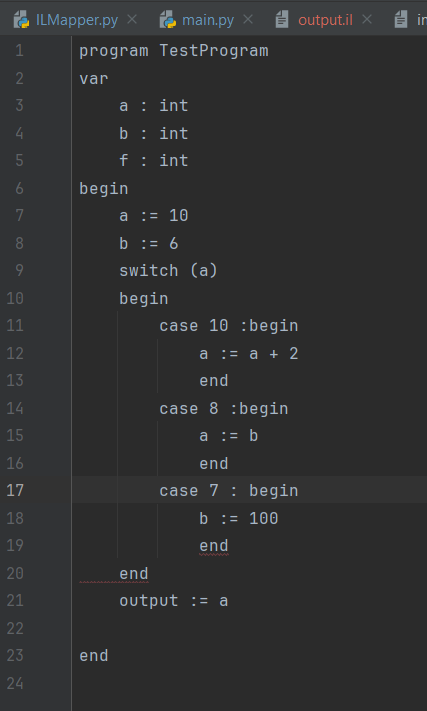 ILMapper.py main.py output.il
1 program TestProgram
2 var
3 a : int
4 b : int
5 f : int
6 begin
7 a := 10
8 b := 6
9 switch (a)
10 begin
11 case 10 :begin
12 a := a + 2
13 end
14 case 8 :begin
15 a := b
16 end
17 case 7 : begin
18 b := 100
19 end
20 end
21 output := a
22
23 end
24